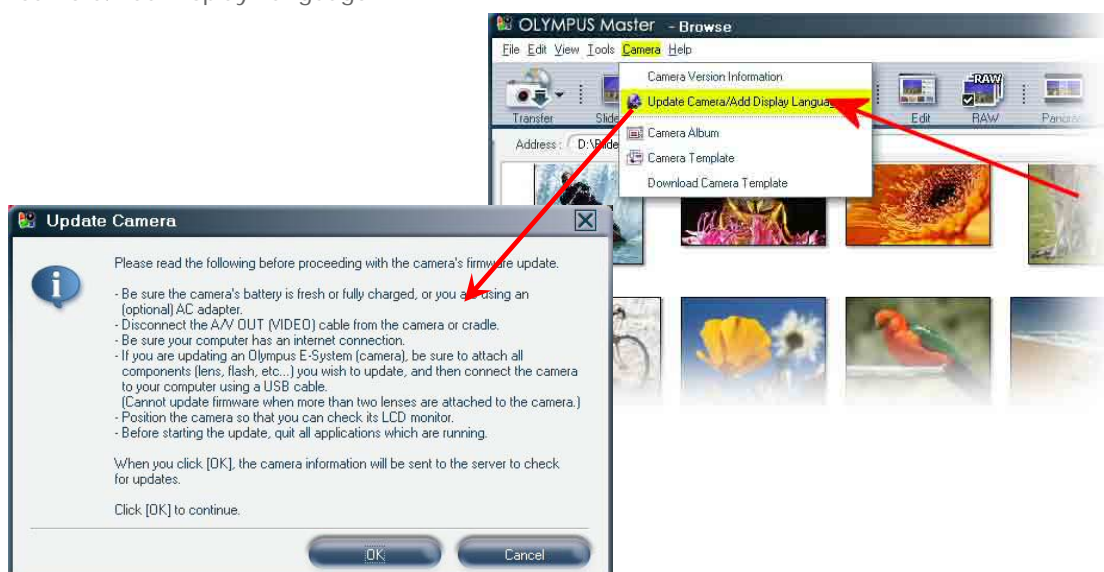 OLYMPUS Master - Browse
File Edit View Tools Camera Help
Camera Version Information
Update Camera/Add Display Langua
Camera Album
Camera Template
Download Camera Template
Transfer
Edit
RAW
RAW
Address :
Update Camera
Please read the following before proceeding with the camera's firmware update.
- Be sure the camera's battery is fresh or fully charged, or you are using an
(optional) AC adapter.
- Disconnect the A/V OUT (VIDEO) cable from the camera or cradle.
- Be sure your computer has an internet connection.
- If you are updating an Olympus E-System (camera), be sure to attach all
components (lens, flash, etc...) you wish to update, and then connect the camera
to your computer using a USB cable.
(Cannot update firmware when more than two lenses are attached to the camera.)
- Position the camera so that you can check its LCD monitor.
- Before starting the update, quit all applications which are running.
When you click [OK], the camera information will be sent to the server to check
for updates.
Click [OK] to continue.
OK
Cancel